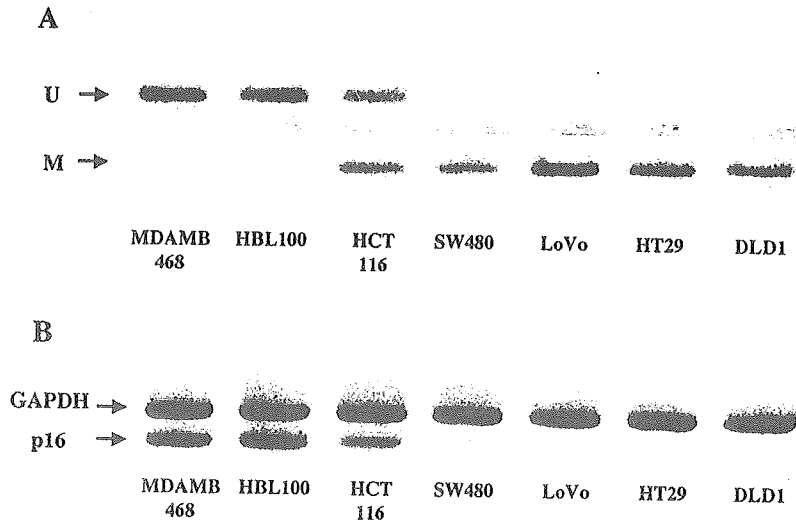 A
U
M
MDAMB HBL100 HCT SW480 LoVo HT29 DLD1
468 116
B
GAPDH
p16
MDAMB HBL100 HCT SW480 LoVo HT29 DLD1
468 116